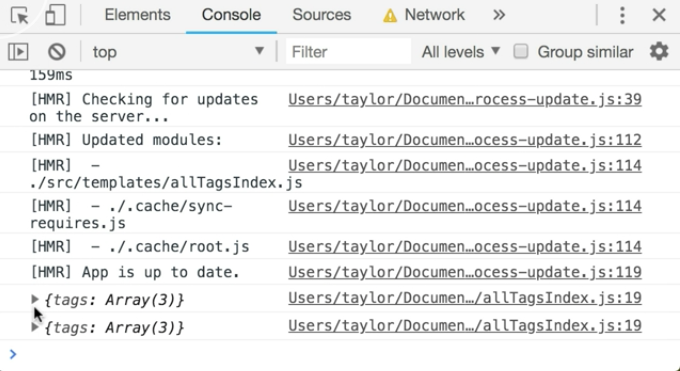 Elements Console Sources Network »
top Filter All levels Group similar
159ms
[HMR] Checking for updates Users/taylor/Documen…rocess-update.js:39
on the server...
[HMR] Updated modules: Users/taylor/Documen…ocess-update.js:112
[HMR]  - Users/taylor/Documen…ocess-update.js:114
./src/templates/allTagsIndex.js
[HMR]  - ./.cache/sync- Users/taylor/Documen…ocess-update.js:114
requires.js
[HMR]  - ./.cache/root.js Users/taylor/Documen…ocess-update.js:114
[HMR] App is up to date. Users/taylor/Documen…ocess-update.js:119
{tags: Array(3)} Users/taylor/Documen…/allTagsIndex.js:19
{tags: Array(3)} Users/taylor/Documen…/allTagsIndex.js:19